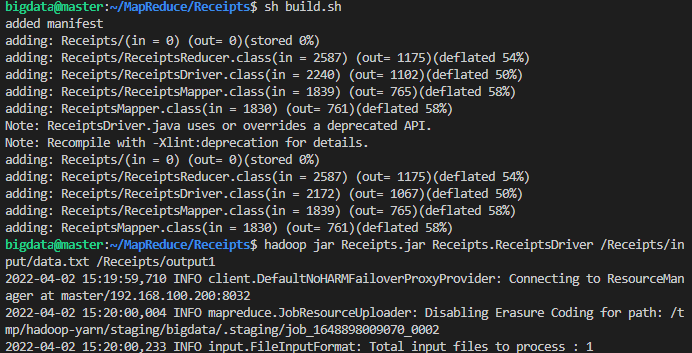 bigdata@master:~/MapReduce/Receipts$ sh build.sh
added manifest
adding: Receipts/(in = 0) (out= 0)(stored 0%)
adding: Receipts/ReceiptsReducer.class(in = 2587) (out= 1175)(deflated 54%)
adding: Receipts/ReceiptsDriver.class(in = 2240) (out= 1102)(deflated 50%)
adding: Receipts/ReceiptsMapper.class(in = 1839) (out= 765)(deflated 58%)
adding: ReceiptsMapper.class(in = 1830) (out= 761)(deflated 58%)
Note: ReceiptsDriver.java uses or overrides a deprecated API.
Note: Recompile with -Xlint:deprecation for details.
adding: Receipts/(in = 0) (out= 0)(stored 0%)
adding: Receipts/ReceiptsReducer.class(in = 2587) (out= 1175)(deflated 54%)
adding: Receipts/ReceiptsDriver.class(in = 2172) (out= 1067)(deflated 50%)
adding: Receipts/ReceiptsMapper.class(in = 1839) (out= 765)(deflated 58%)
adding: ReceiptsMapper.class(in = 1830) (out= 761)(deflated 58%)
bigdata@master:~/MapReduce/Receipts$ hadoop jar Receipts.jar Receipts.ReceiptsDriver /Receipts/in
put/data.txt /Receipts/output1
2022-04-02 15:19:59,710 INFO client.DefaultNoHARMFailoverProxyProvider: Connecting to ResourceMan
ager at master/192.168.100.200:8032
2022-04-02 15:20:00,004 INFO mapreduce.JobResourceUploader: Disabling Erasure Coding for path: /t
mp/hadoop-yarn/staging/bigdata/.staging/job_1648898009070_0002
2022-04-02 15:20:00,233 INFO input.FileInputFormat: Total input files to process : 1